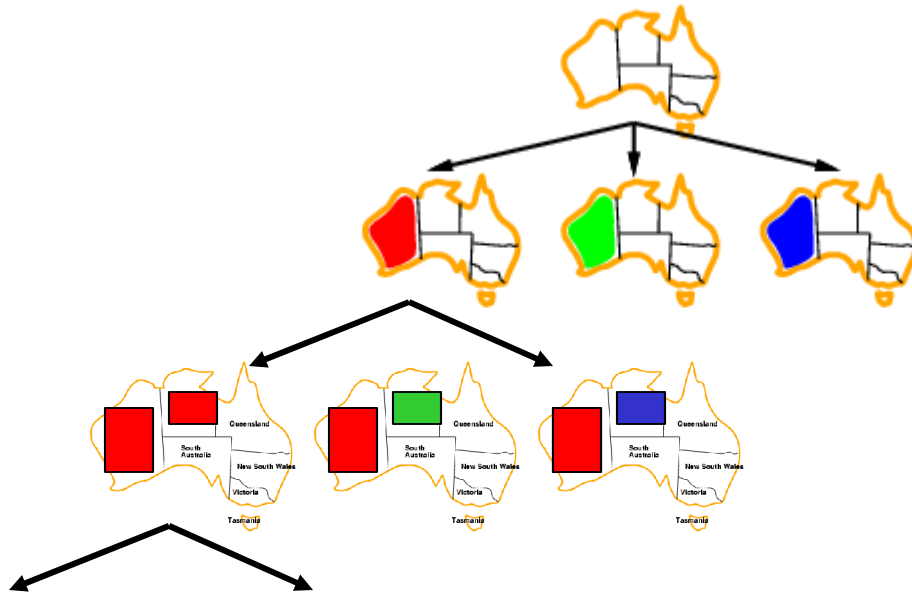 Queensland
South
Australia
New South Wales
Victoria
Tasmania
Queensland
South
Australia
New South Wales
Victoria
Tasmania
Queensland
South
Australia
New South Wales
Victoria
Tasmania